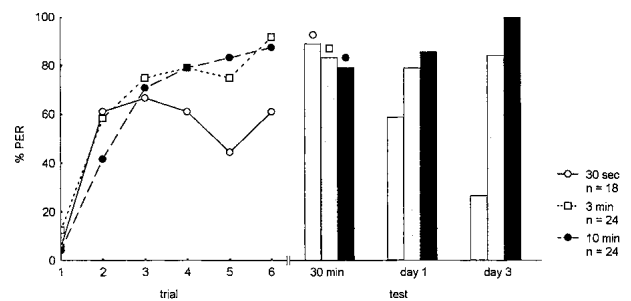 100
80
60
40
20
0
% PER
1 2 3 4 5 6
trial
30 min day 1 day 3
test
30 sec
n = 18
3 min
n = 24
10 min
n = 24